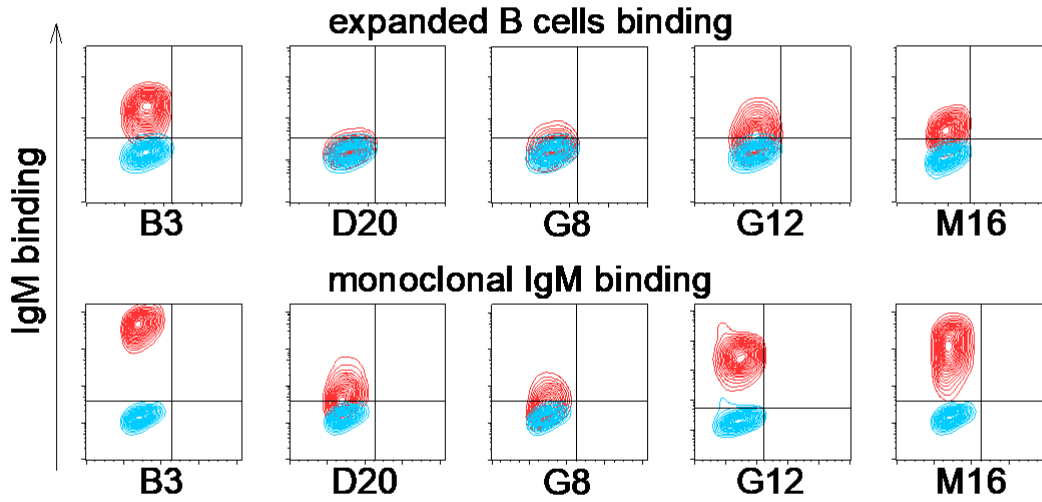 expanded B cells binding
B3 D20 G8 G12 M16
monoclonal IgM binding
B3 D20 G8 G12 M16
IgM binding